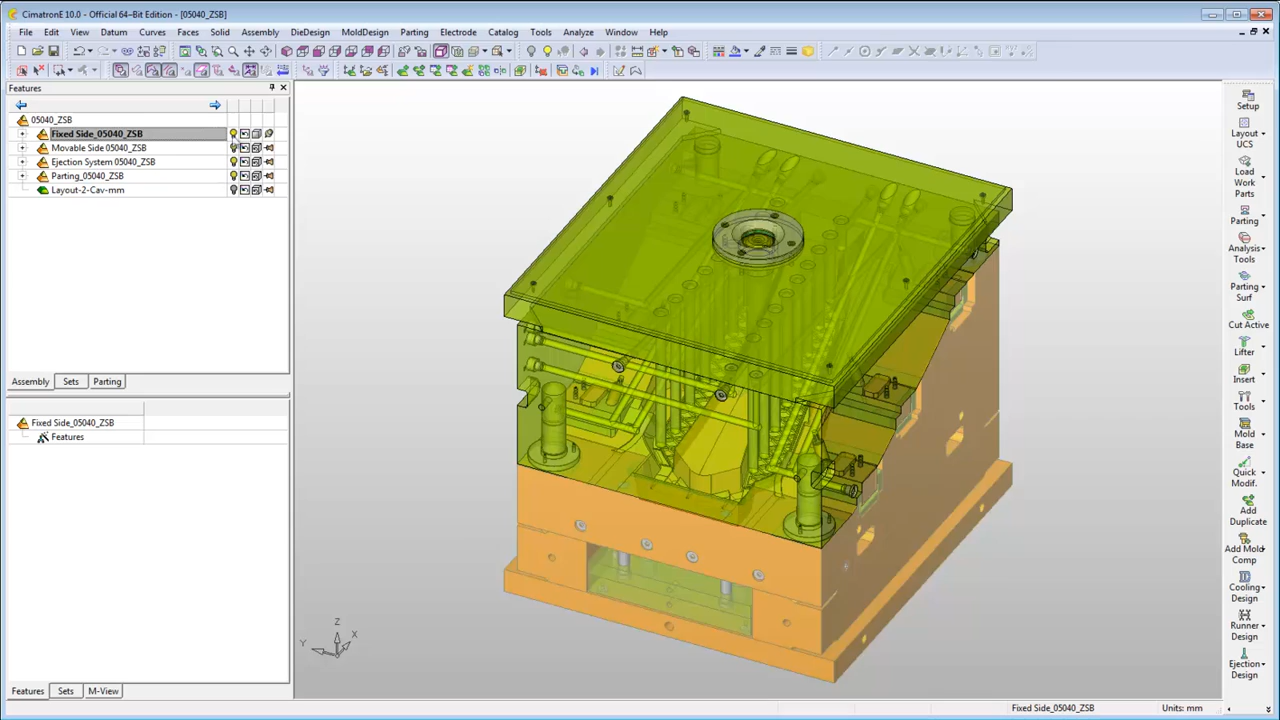 CimatronE 10.0 - Official 64-Bit Edition - [05040_ZSB]
File Edit View Datum Curves Faces Solid Assembly DieDesign MoldDesign Parting Electrode Catalog Tools Analyze Window Help
Features
05040_ZSB
Fixed Side_05040_ZSB
Movable Side 05040_ZSB
Ejection System 05040_ZSB
Parting_05040_ZSB
Layout-2-Cav-mm
Assembly Sets Parting
Fixed Side_05040_ZSB
Features
Features Sets M-View
Z
Y
X
Setup
Layout
UCS
Load
Work
Parts
Parting
Analysis
Tools
Parting
Surf
Cut Active
Lifter
Insert
Tools
Mold
Base
Quick
Modif.
Add
Duplicate
Add Mold
Comp
Cooling
Design
Runner
Design
Ejection
Design
Fixed Side_05040_ZSB
Units: mm